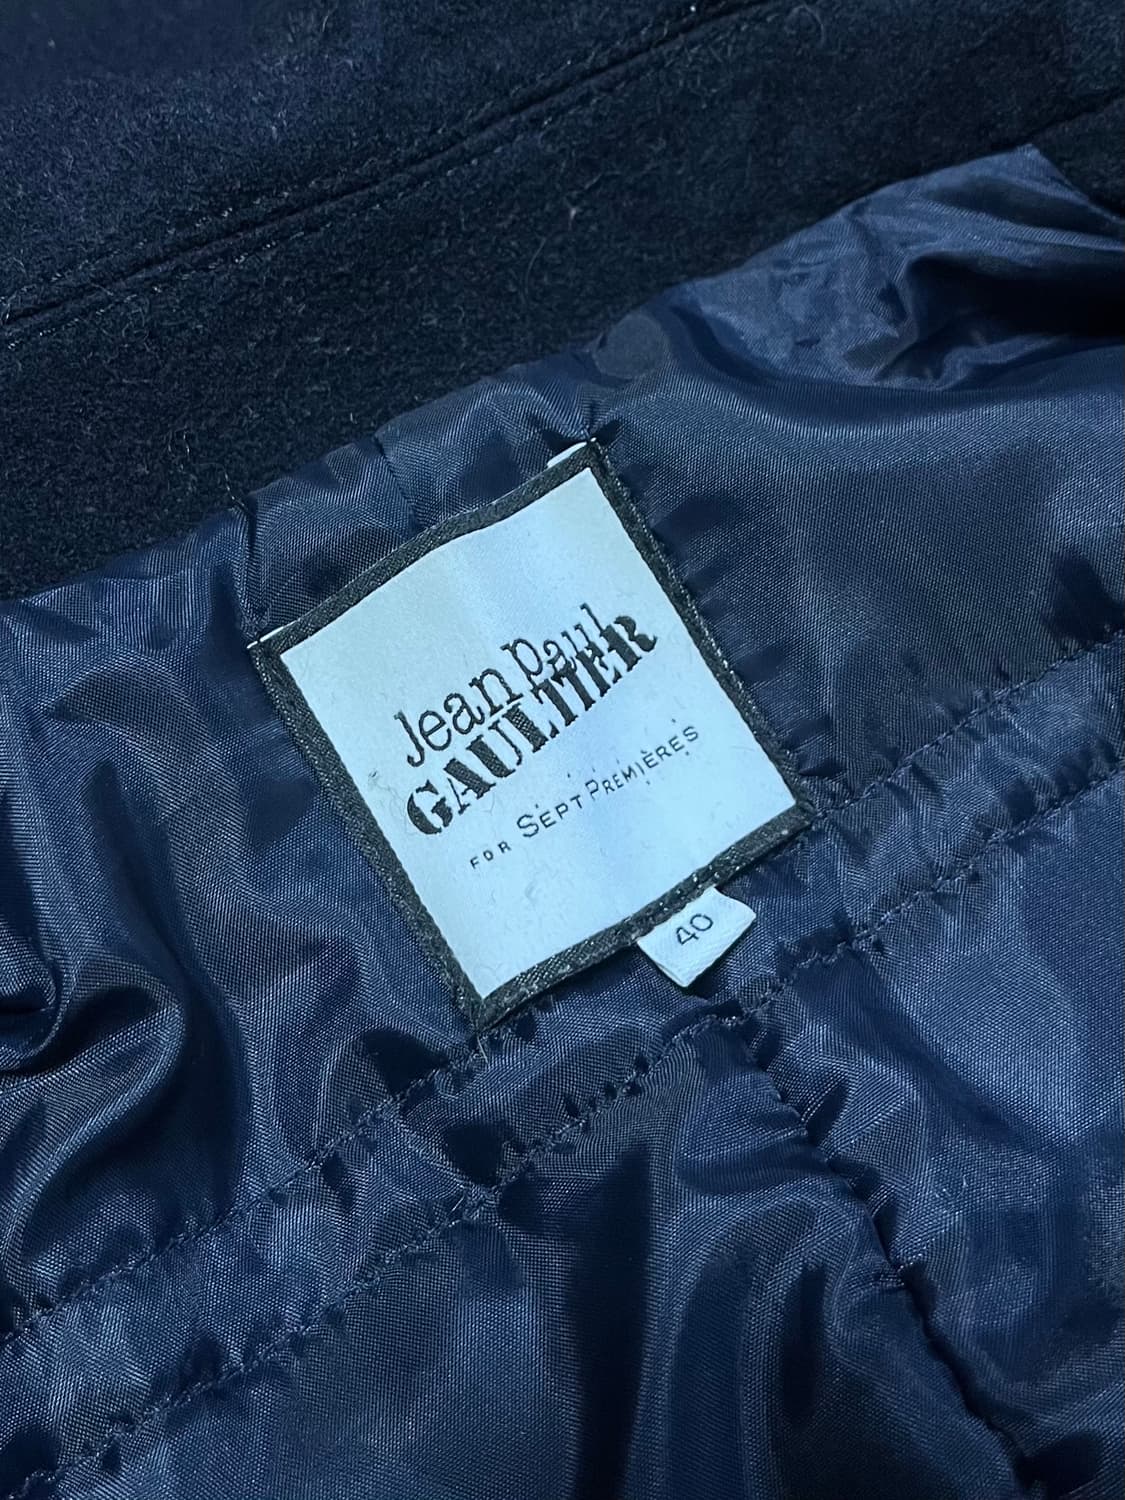 Jean Paul
GAULTIER
FOR SEPT PREMIÈRES
40